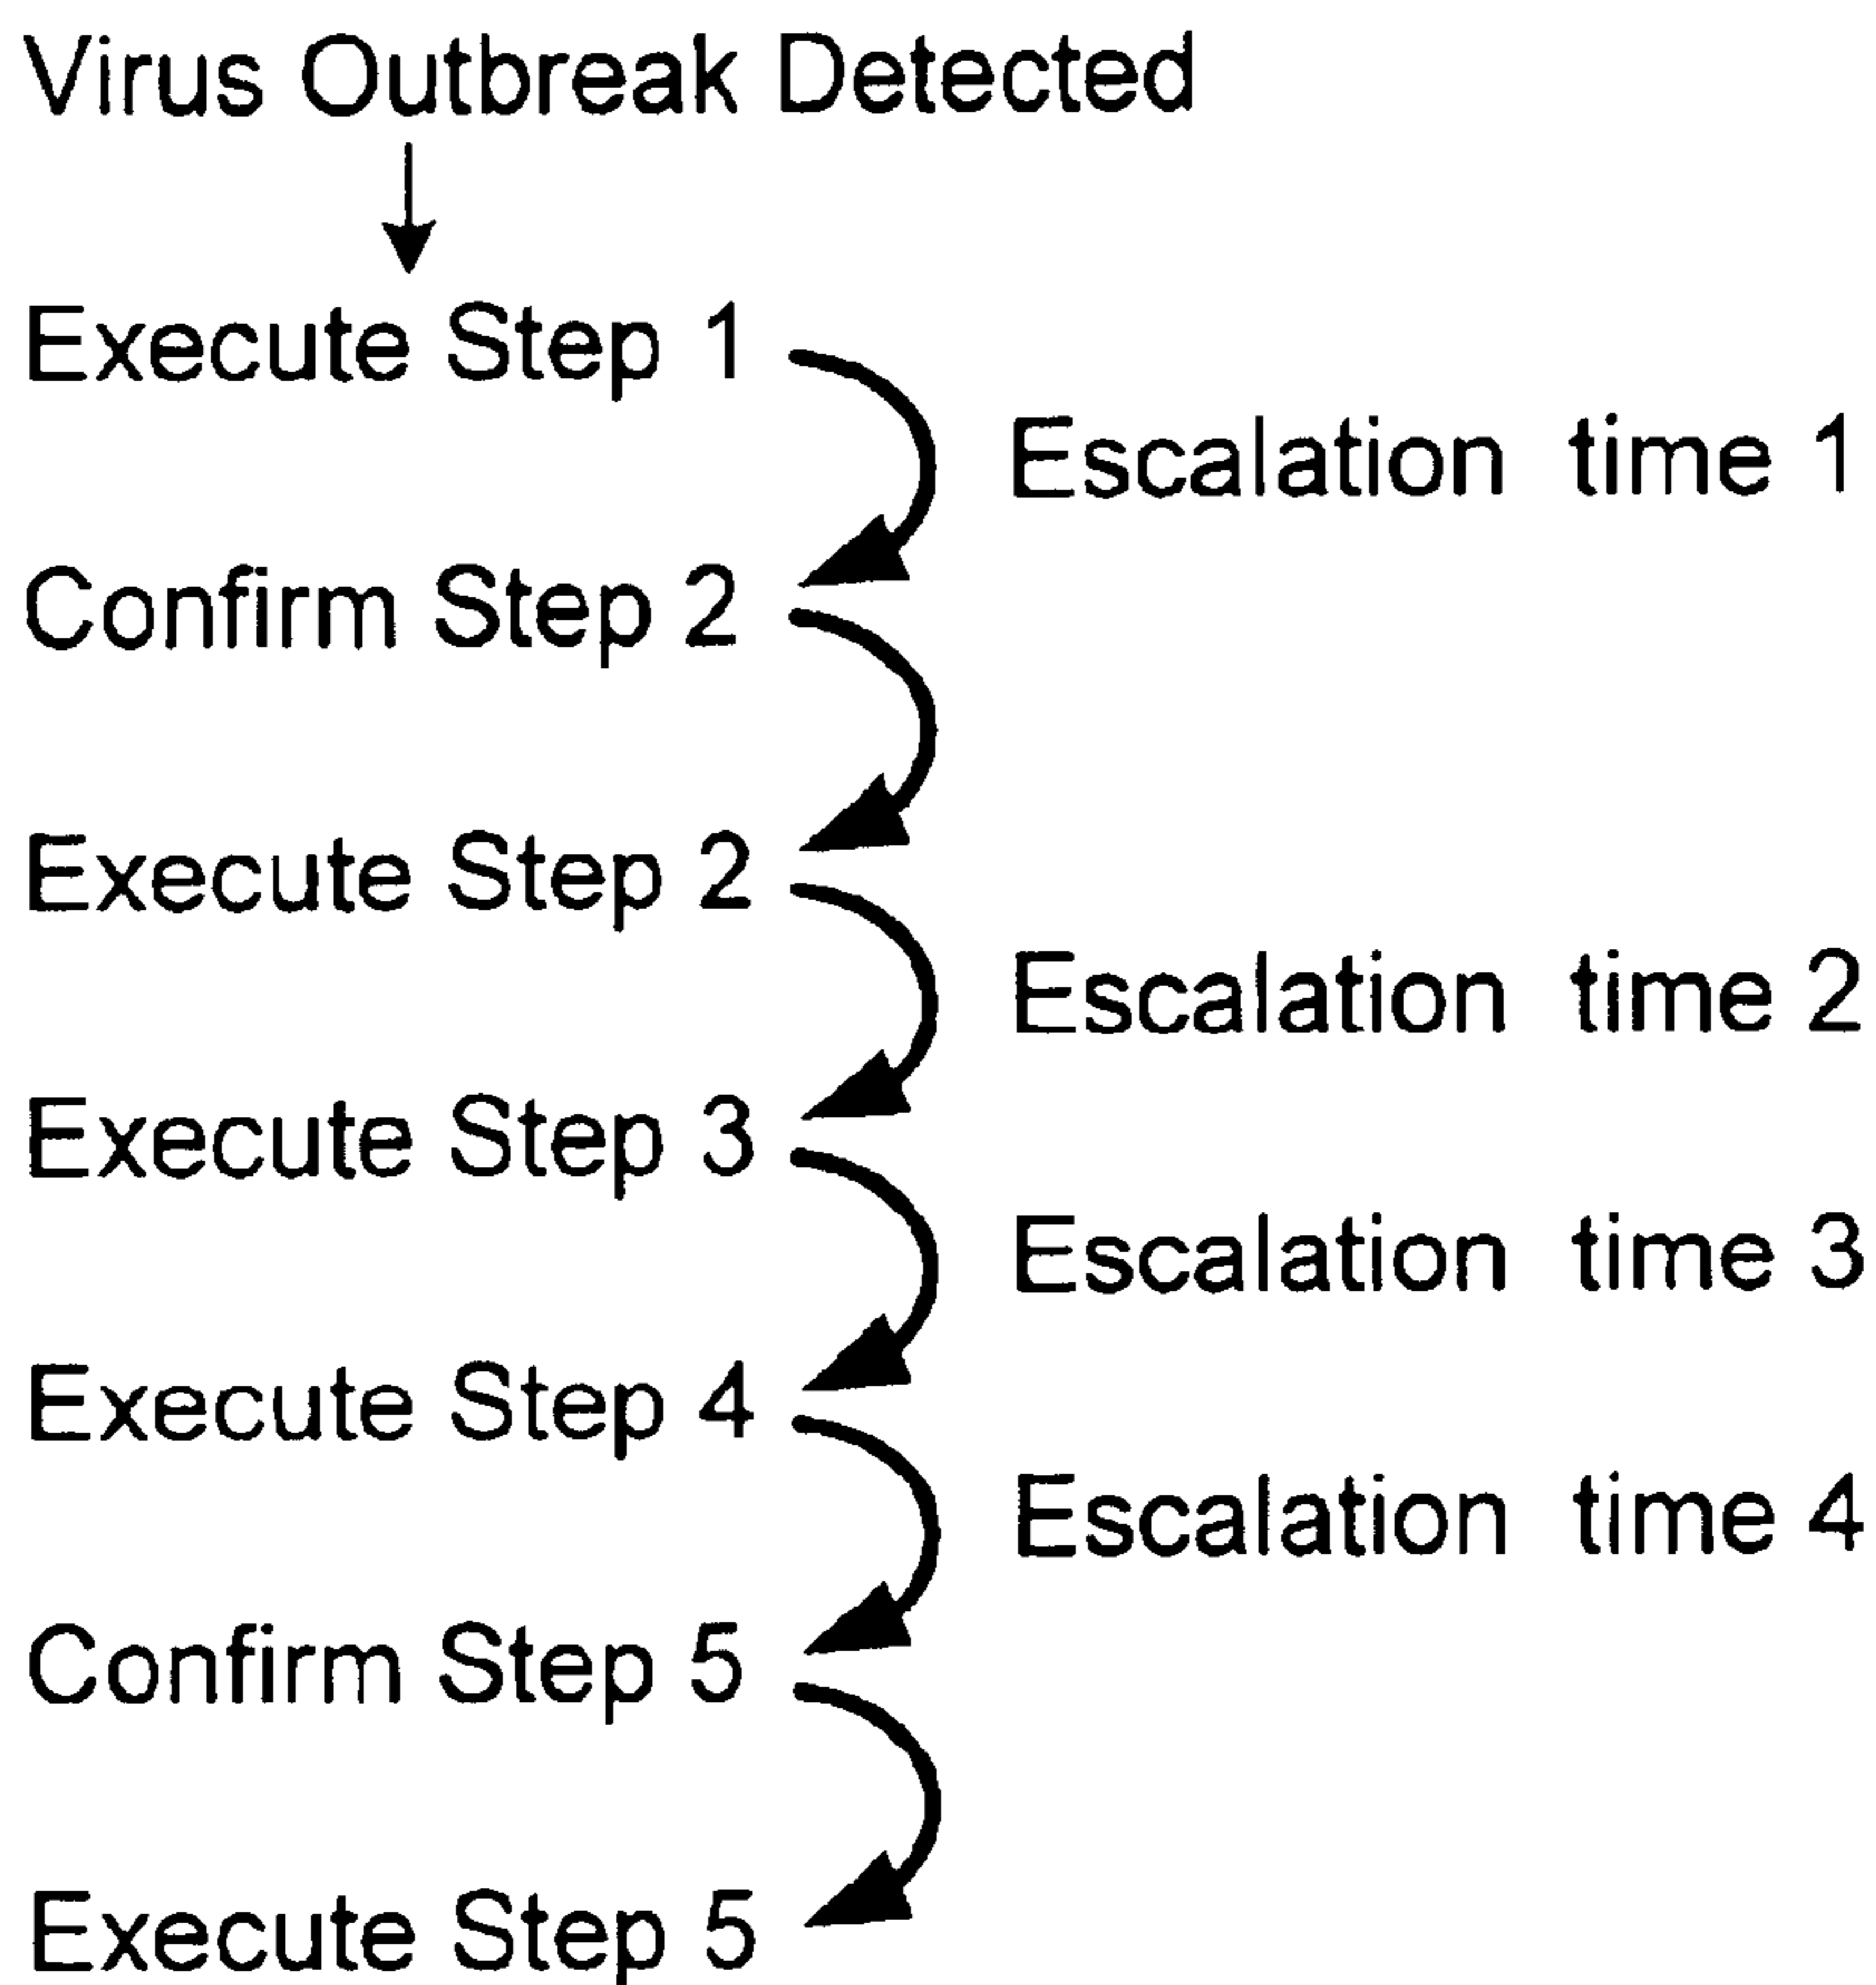 Virus Outbreak Detected
Execute Step 1
Escalation time 1
Confirm Step 2
Execute Step 2
Escalation time 2
Execute Step 3
Escalation time 3
Execute Step 4
Escalation time 4
Confirm Step 5
Execute Step 5